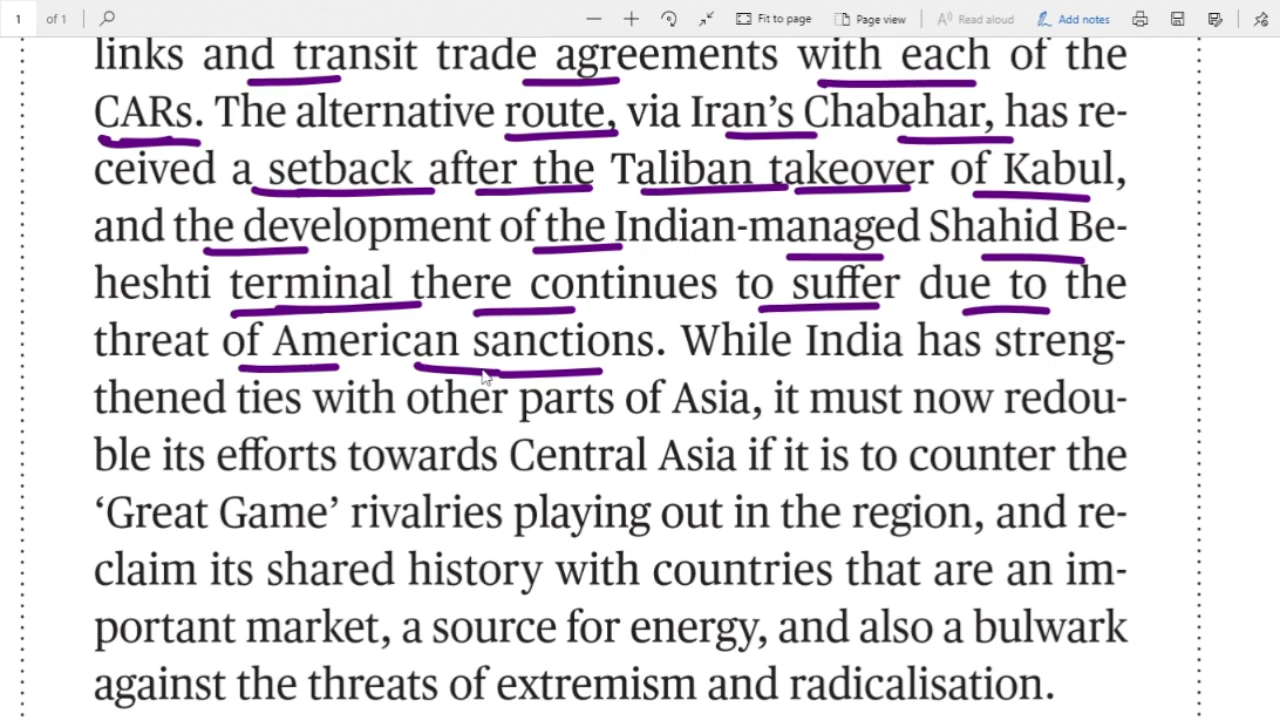 1 of 1 Fit to page Page view Read aloud Add notes
links and transit trade agreements with each of the
CARs. The alternative route, via Iran’s Chabahar, has re-
ceived a setback after the Taliban takeover of Kabul,
and the development of the Indian-managed Shahid Be-
heshti terminal there continues to suffer due to the
threat of American sanctions. While India has streng-
thened ties with other parts of Asia, it must now redou-
ble its efforts towards Central Asia if it is to counter the
‘Great Game’ rivalries playing out in the region, and re-
claim its shared history with countries that are an im-
portant market, a source for energy, and also a bulwark
against the threats of extremism and radicalisation.